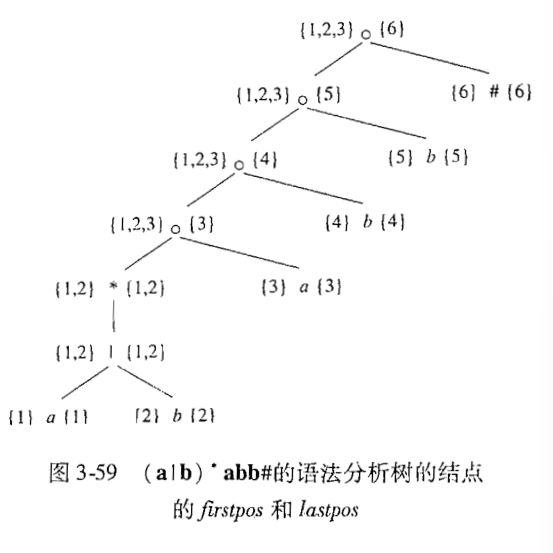 {1,2,3} ○ {6}
{1,2,3} ○ {5} {6} # {6}
{1,2,3} ○ {4} {5} b {5}
{1,2,3} ○ {3} {4} b {4}
{1,2} * {1,2} {3} a {3}
{1,2} | {1,2}
{1} a {1} {2} b {2}
图 3-59 (a|b)*abb#的语法分析树的结点
的 firstpos 和 lastpos